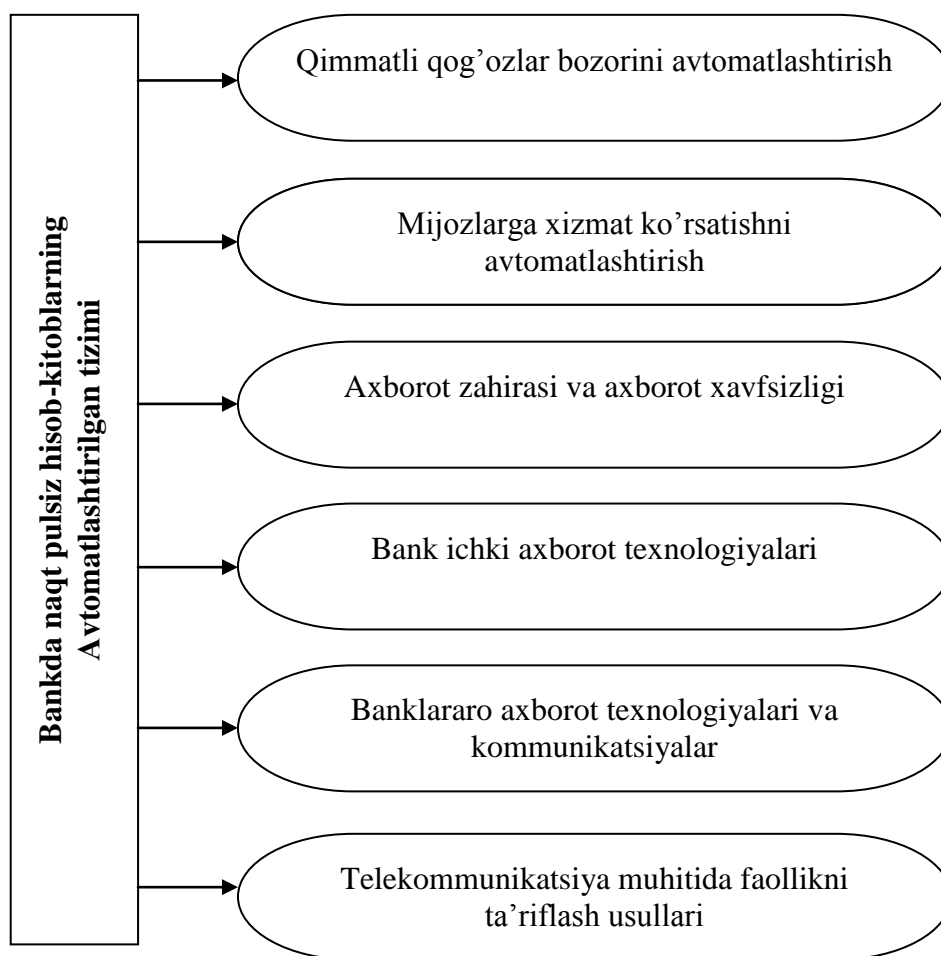 Bankda naqt pulsiz hisob-kitoblarning
Avtomatlashtirilgan tizimi
Qimmatli qog’ozlar bozorini avtomatlashtirish
Mijozlarga xizmat ko’rsatishni
avtomatlashtirish
Axborot zahirasi va axborot xavfsizligi
Bank ichki axborot texnologiyalari
Banklararo axborot texnologiyalari va
kommunikatsiyalar
Telekommunikatsiya muhitida faollikni
ta’riflash usullari